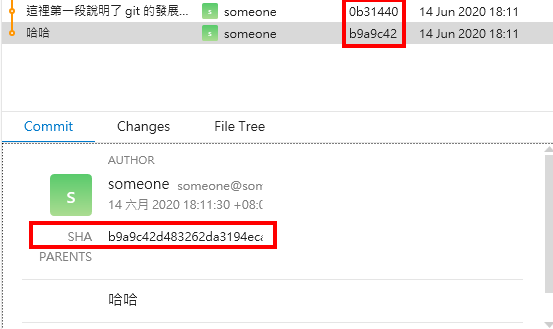 這裡第一段說明了 git 的發展... s someone 0b31440 14 Jun 2020 18:11
哈哈 s someone b9a9c42 14 Jun 2020 18:11
Commit Changes File Tree
AUTHOR
s someone someone@som
14 六月 2020 18:11:30 +08:0
SHA b9a9c42d483262da3194eca
PARENTS
哈哈